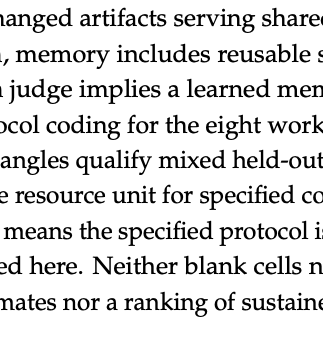 hanged artifacts serving share
, memory includes reusable s
judge implies a learned me
ocol coding for the eight work
angles qualify mixed held-out
e resource unit for specified co
means the specified protocol i
ed here. Neither blank cells n
mates nor a ranking of sustaine